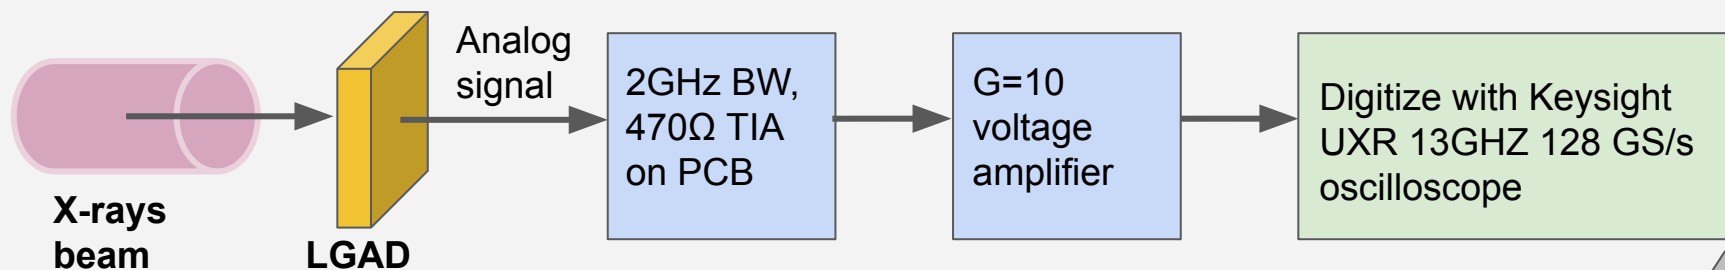 X-rays
beam
LGAD
Analog
signal
2GHz BW,
470Ω TIA
on PCB
G=10
voltage
amplifier
Digitize with Keysight
UXR 13GHZ 128 GS/s
oscilloscope